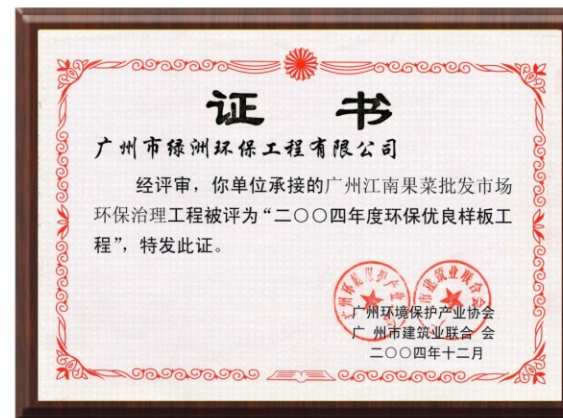 证 书
广州市绿洲环保工程有限公司
经评审，你单位承接的广州江南果菜批发市场
环保治理工程被评为“二〇〇四年度环保优良样板工
程”，特发此证。
广州环境保护产业协会
广 州市建筑业联合 会
二〇〇四年十二月